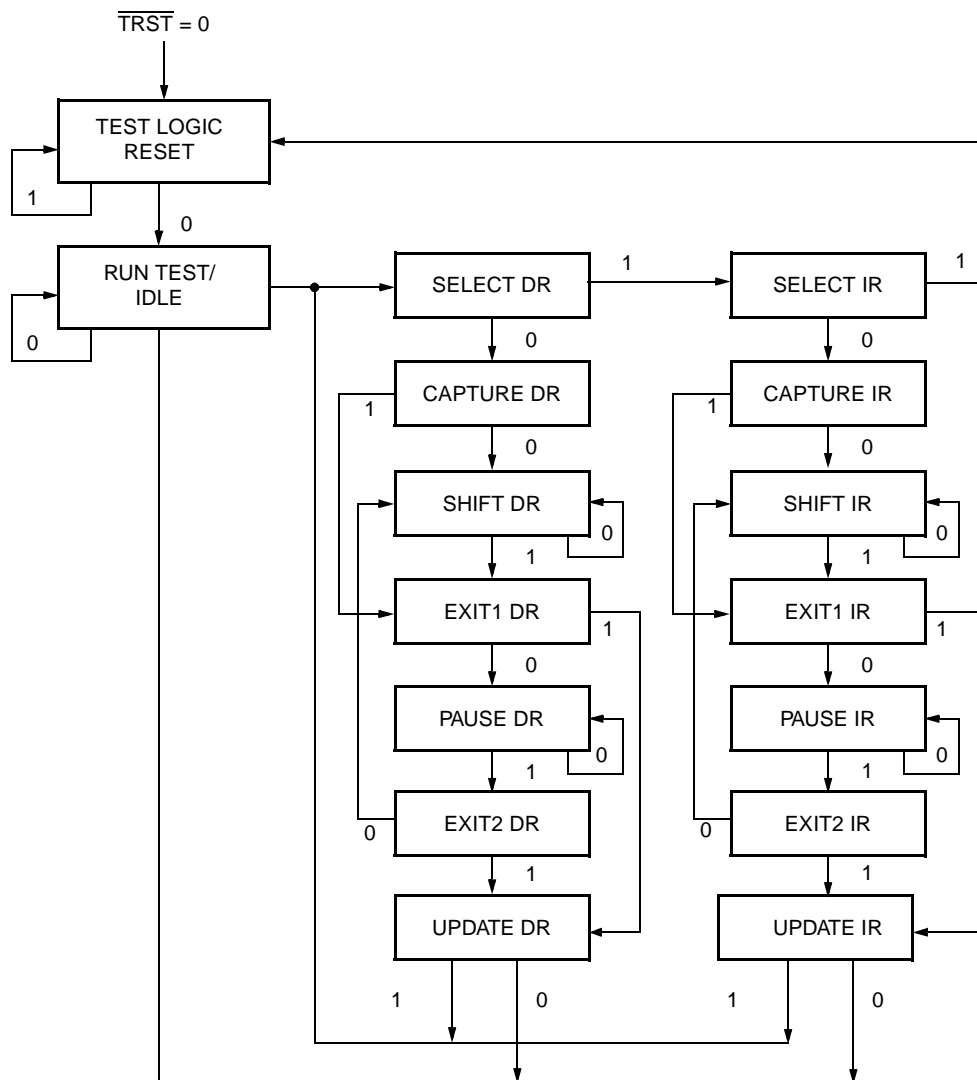 TRST = 0
TEST LOGIC
RESET
1
0
RUN TEST/
IDLE
0
SELECT DR
1
SELECT IR
1
0
0
CAPTURE DR
1
CAPTURE IR
1
0
0
SHIFT DR
0
SHIFT IR
0
1
1
EXIT1 DR
1
EXIT1 IR
1
0
0
PAUSE DR
0
PAUSE IR
0
1
1
EXIT2 DR
0
EXIT2 IR
0
1
1
UPDATE DR
UPDATE IR
1
0
1
0